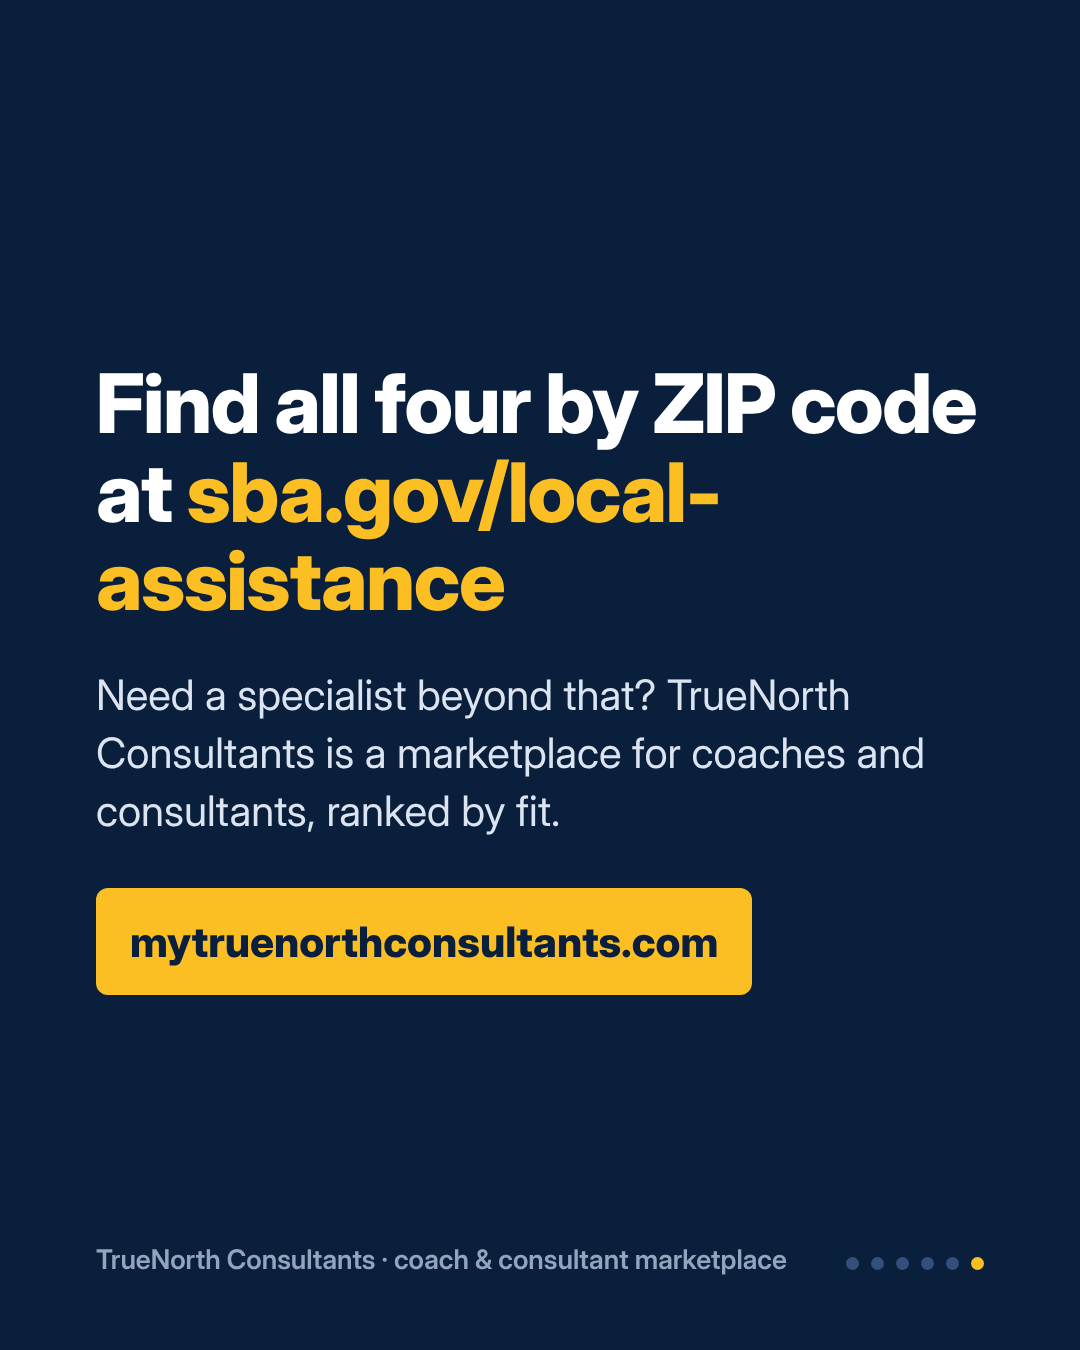 Find all four by ZIP code
at sba.gov/local-
assistance
Need a specialist beyond that? TrueNorth
Consultants is a marketplace for coaches and
consultants, ranked by fit.
mytruenorthconsultants.com
TrueNorth Consultants · coach & consultant marketplace